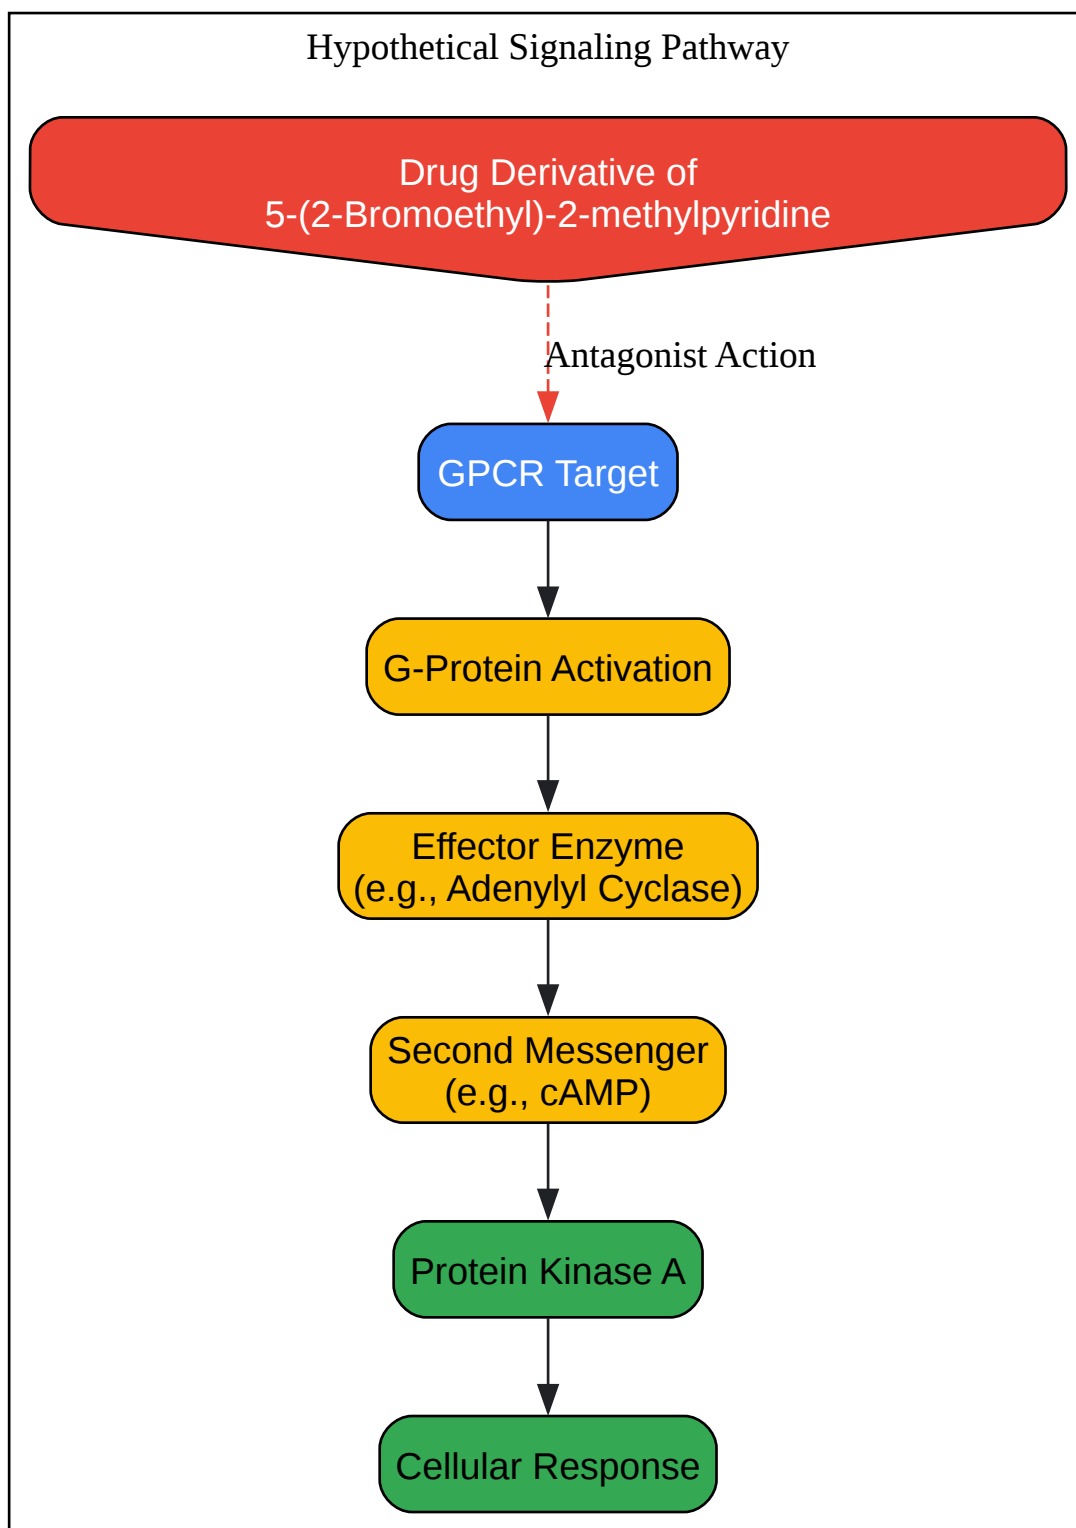 Hypothetical Signaling Pathway
Drug Derivative of
5-(2-Bromoethyl)-2-methylpyridine
Antagonist Action
GPCR Target
G-Protein Activation
Effector Enzyme
(e.g., Adenylyl Cyclase)
Second Messenger
(e.g., cAMP)
Protein Kinase A
Cellular Response